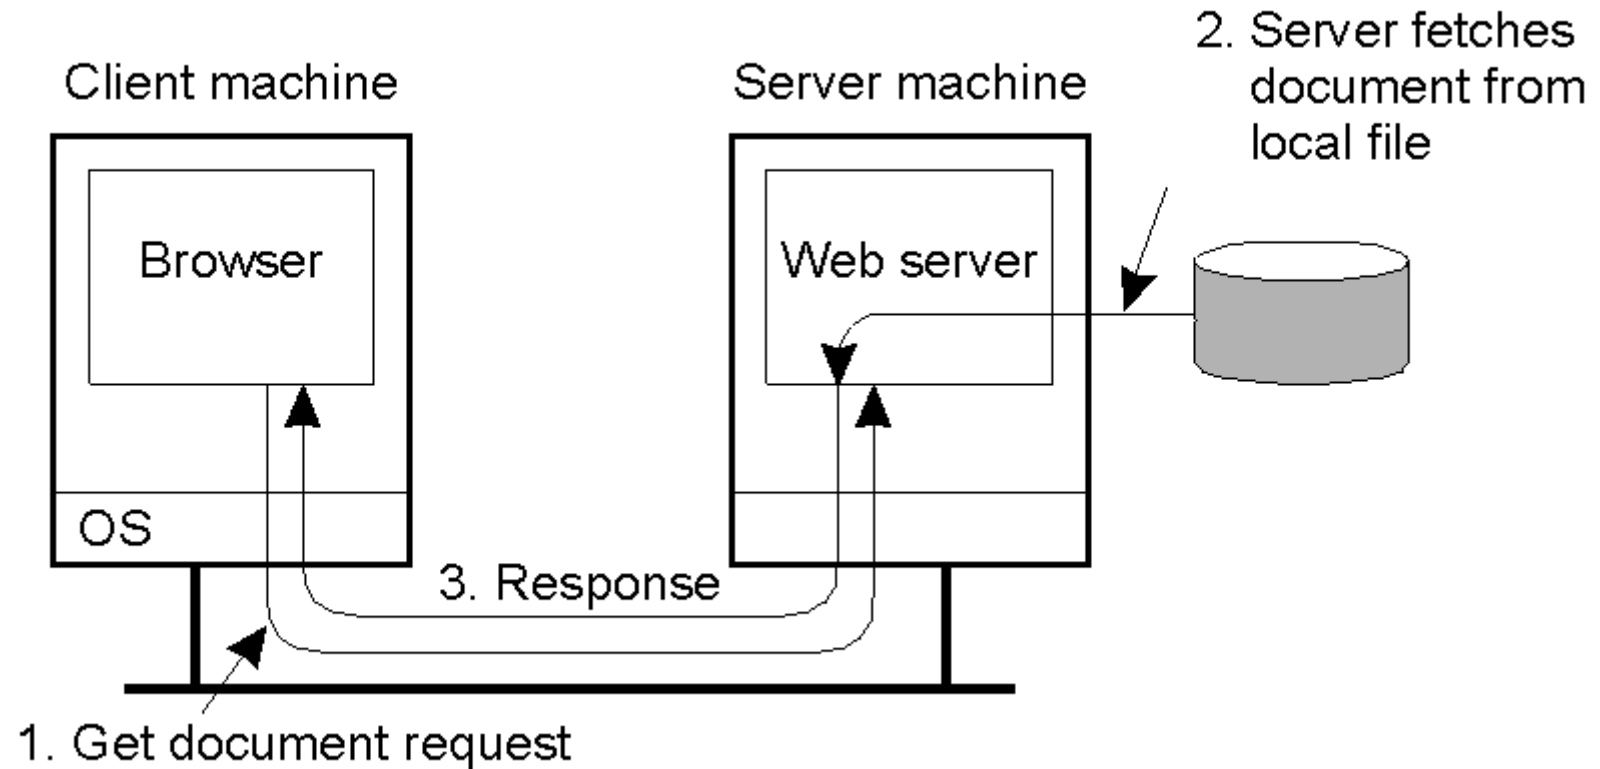 Client machine
Server machine
2. Server fetches
document from
local file
Browser
Web server
OS
3. Response
1. Get document request